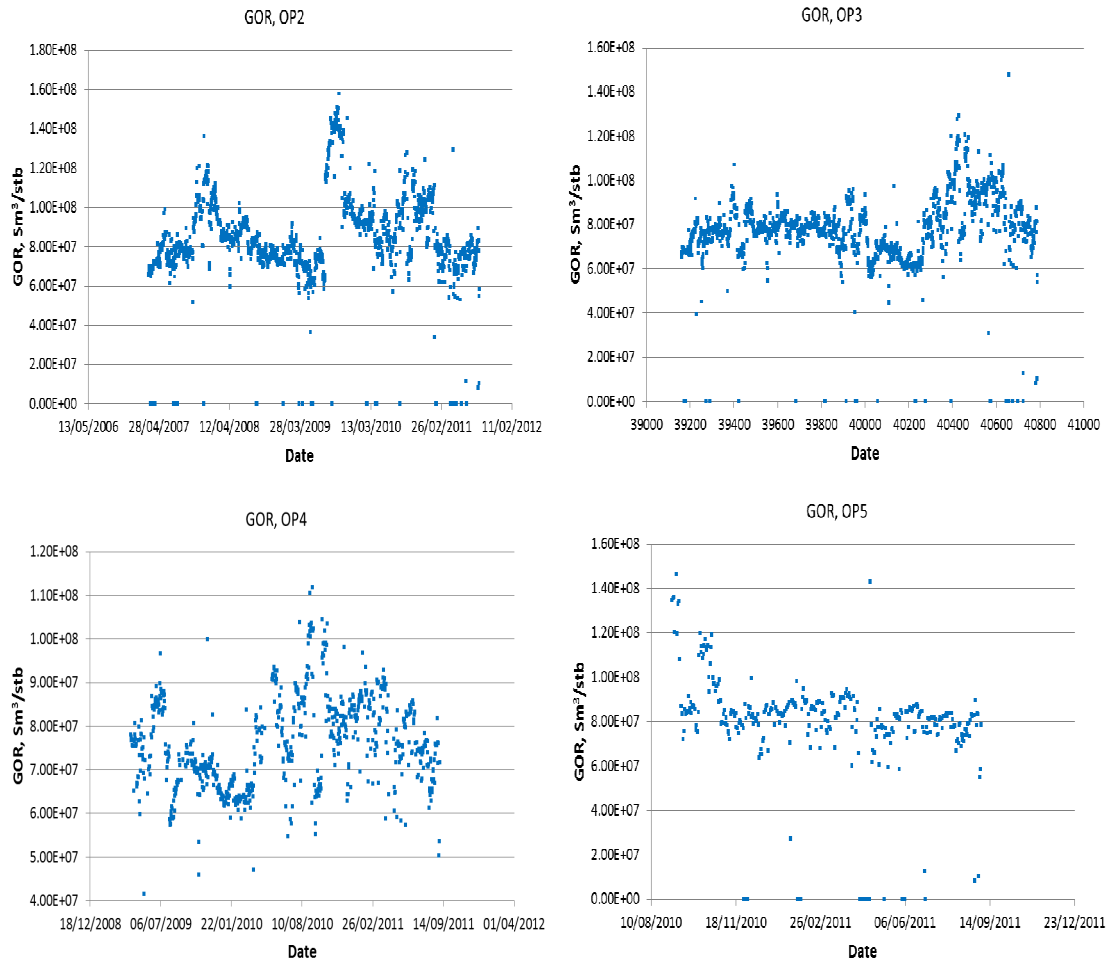 GOR, OP2
GOR, Sm³/stb
1.80E+08
1.60E+08
1.40E+08
1.20E+08
1.00E+08
8.00E+07
6.00E+07
4.00E+07
2.00E+07
0.00E+00
13/05/2006 28/04/2007 12/04/2008 28/03/2009 13/03/2010 26/02/2011 11/02/2012
Date
GOR, OP3
GOR, Sm³/stb
1.60E+08
1.40E+08
1.20E+08
1.00E+08
8.00E+07
6.00E+07
4.00E+07
2.00E+07
0.00E+00
39000 39200 39400 39600 39800 40000 40200 40400 40600 40800 41000
Date
GOR, OP4
GOR, Sm³/stb
1.20E+08
1.10E+08
1.00E+08
9.00E+07
8.00E+07
7.00E+07
6.00E+07
5.00E+07
4.00E+07
18/12/2008 06/07/2009 22/01/2010 10/08/2010 26/02/2011 14/09/2011 01/04/2012
Date
GOR, OP5
GOR, Sm³/stb
1.60E+08
1.40E+08
1.20E+08
1.00E+08
8.00E+07
6.00E+07
4.00E+07
2.00E+07
0.00E+00
10/08/2010 18/11/2010 26/02/2011 06/06/2011 14/09/2011 23/12/2011
Date